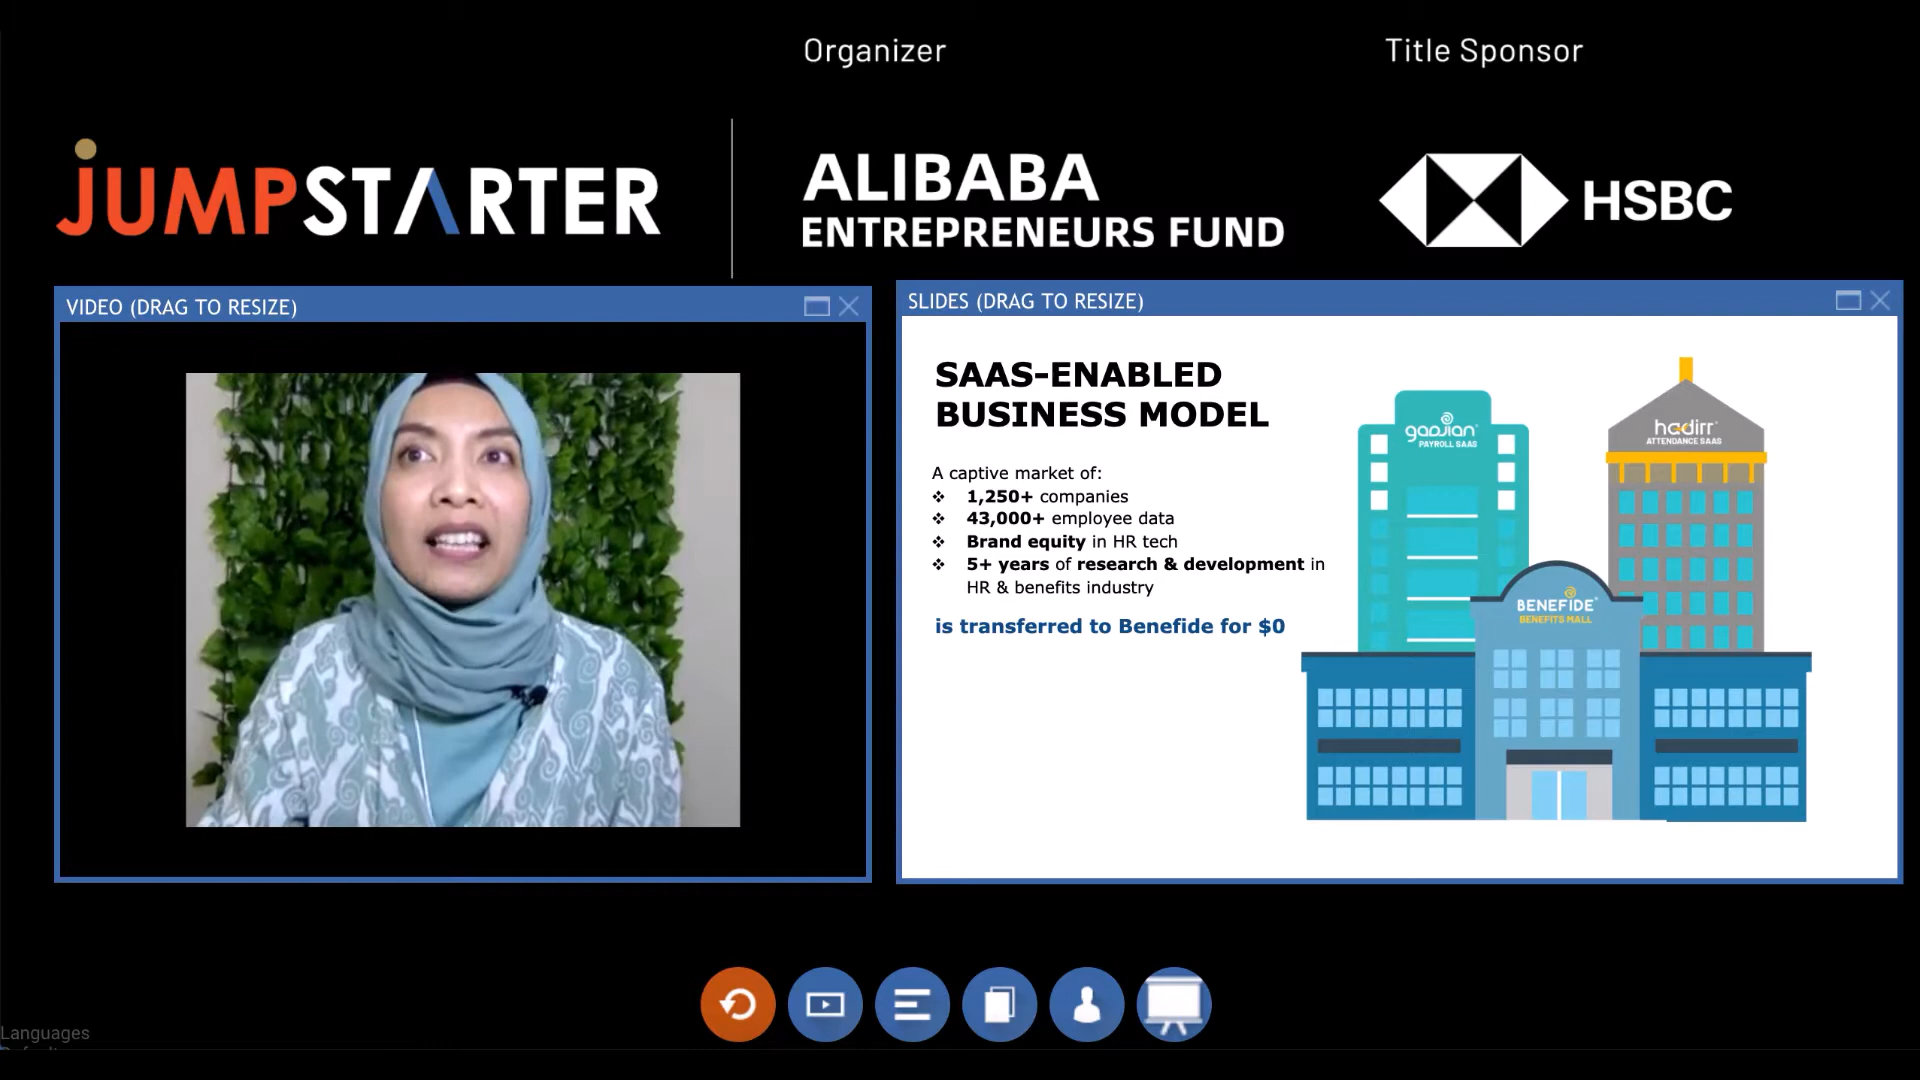 Organizer
Title Sponsor
JUMPSTARTER
ALIBABA
ENTREPRENEURS FUND
HSBC
VIDEO (DRAG TO RESIZE)
SLIDES (DRAG TO RESIZE)
SAAS-ENABLED
BUSINESS MODEL
A captive market of:
❖ 1,250+ companies
❖ 43,000+ employee data
❖ Brand equity in HR tech
❖ 5+ years of research & development in
HR & benefits industry
is transferred to Benefide for $0
gadjian
PAYROLL SAAS
hadirr
ATTENDANCE SAAS
BENEFIDE
BENEFITS MALL
Languages